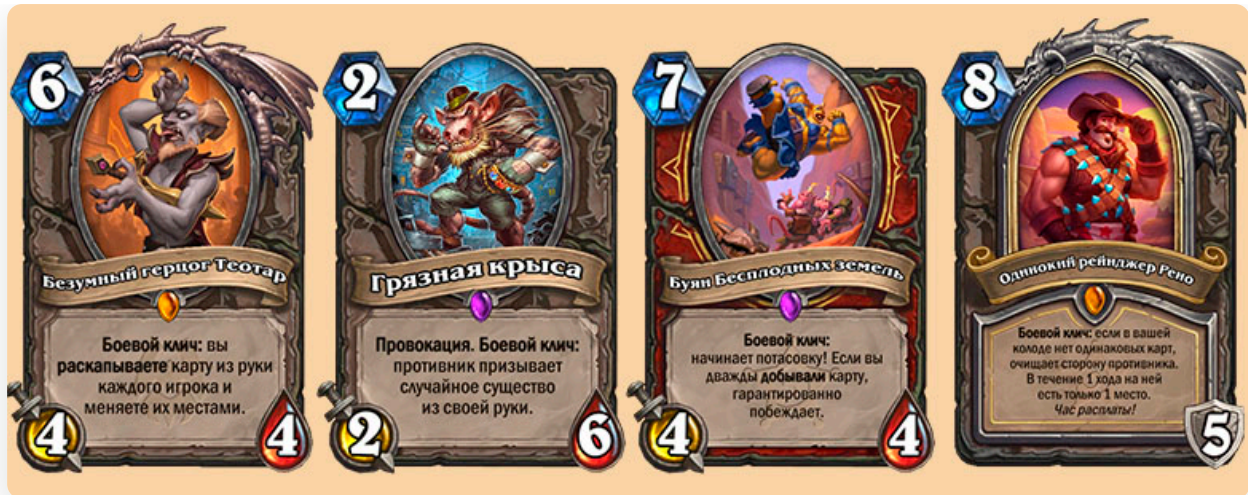 6
Безумный герцог Теотар
Боевой клич: вы
раскапываете карту из руки
каждого игрока и
меняете их местами.
4
4
2
Грязная крыса
Провокация. Боевой клич:
противник призывает
случайное существо
из своей руки.
2
6
7
Буян Бесплодных земель
Боевой клич:
начинает потасовку! Если вы
дважды добывали карту,
гарантированно
побеждает.
4
4
8
Одинокий рейнджер Рено
Боевой клич: если в вашей
колоде нет одинаковых карт,
очищает сторону противника.
В течение 1 хода на ней
есть только 1 место.
Час расплаты!
5